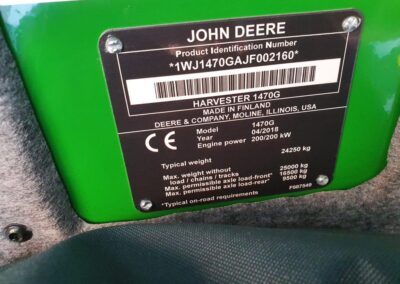 JOHN DEERE
Product Identification Number
*1WJ1470GAJF002160*
HARVESTER 1470G
MADE IN FINLAND
DEERE & COMPANY, MOLINE, ILLINOIS, USA
CE Model 1470G
Year 04/2018
Engine power 200/200 kW
Typical weight 24250 kg
Max. weight without load / chains / tracks 25000 kg
Max. permissible axle load-front* 16500 kg
Max. permissible axle load-rear* 9500 kg
*Typical on-road requirements